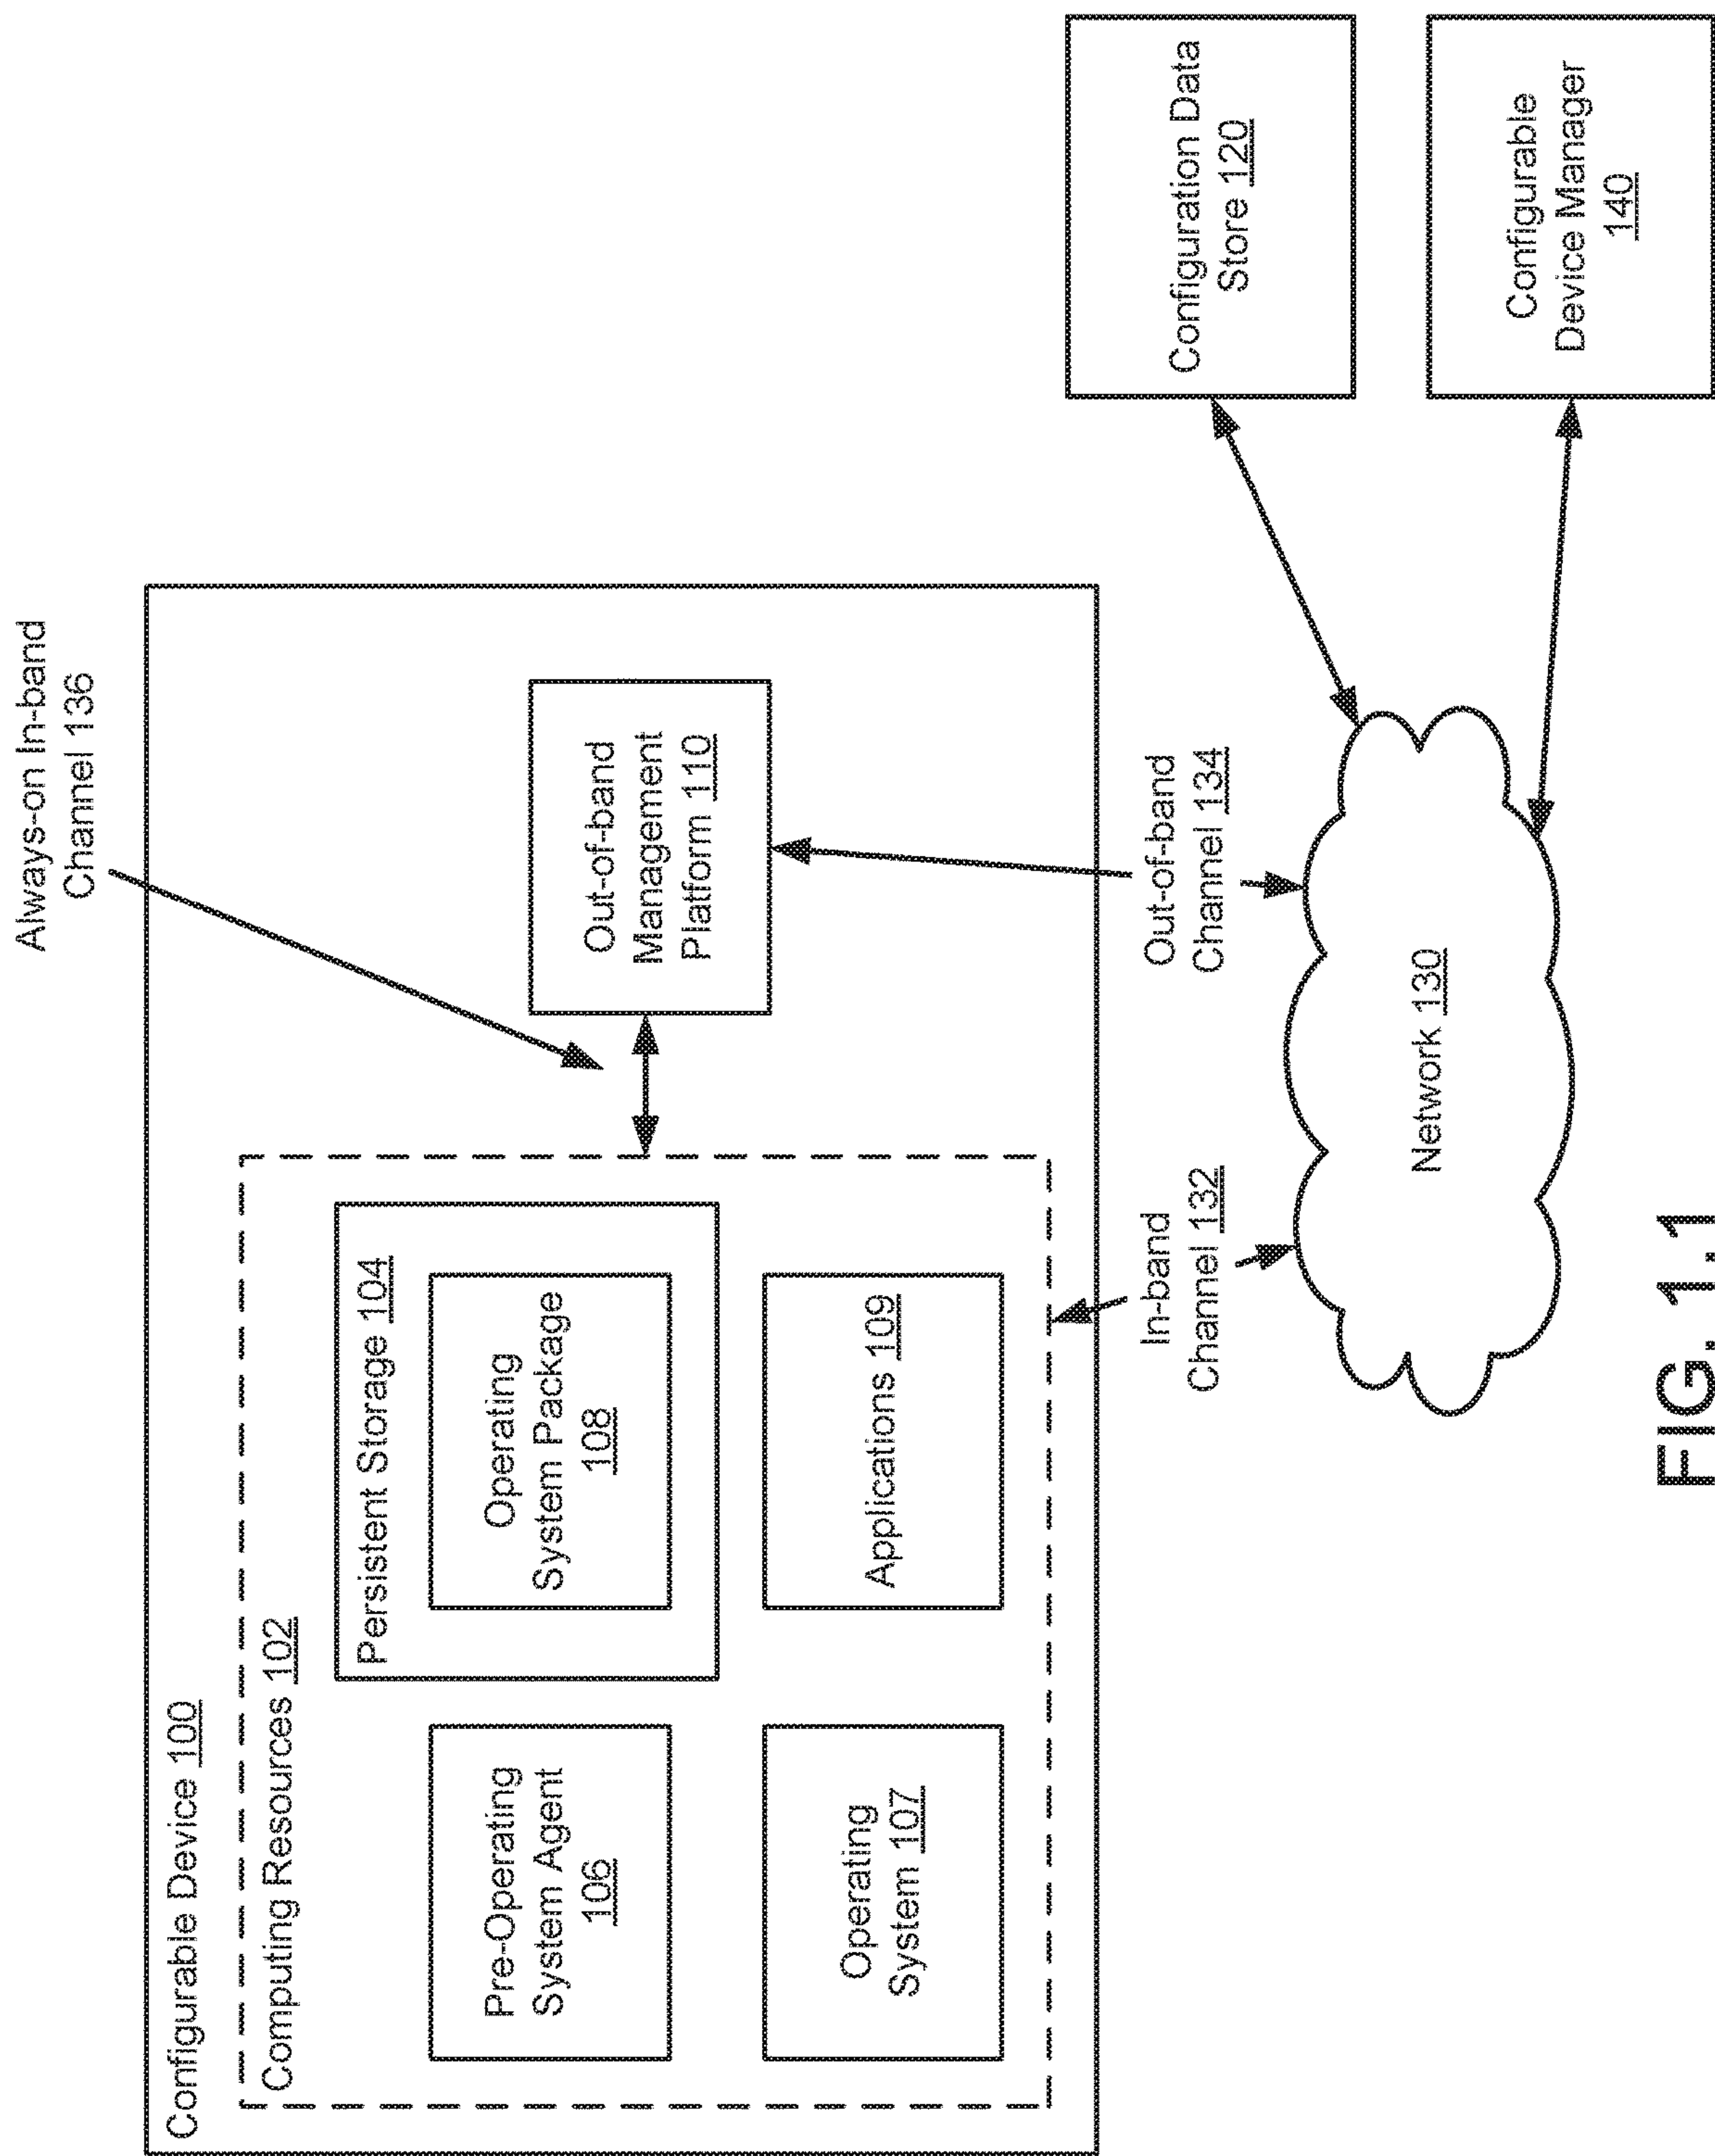 Always-on In-band
Channel 136
Configurable Device 100
Computing Resources 102
Persistent Storage 104
Pre-Operating
System Agent
106
Operating
System Package
108
Out-of-band
Management
Platform 110
Operating
System 107
Applications 109
In-band
Channel 132
Out-of-band
Channel 134
Configuration Data
Store 120
Network 130
Configurable
Device Manager
140
FIG. 1.1